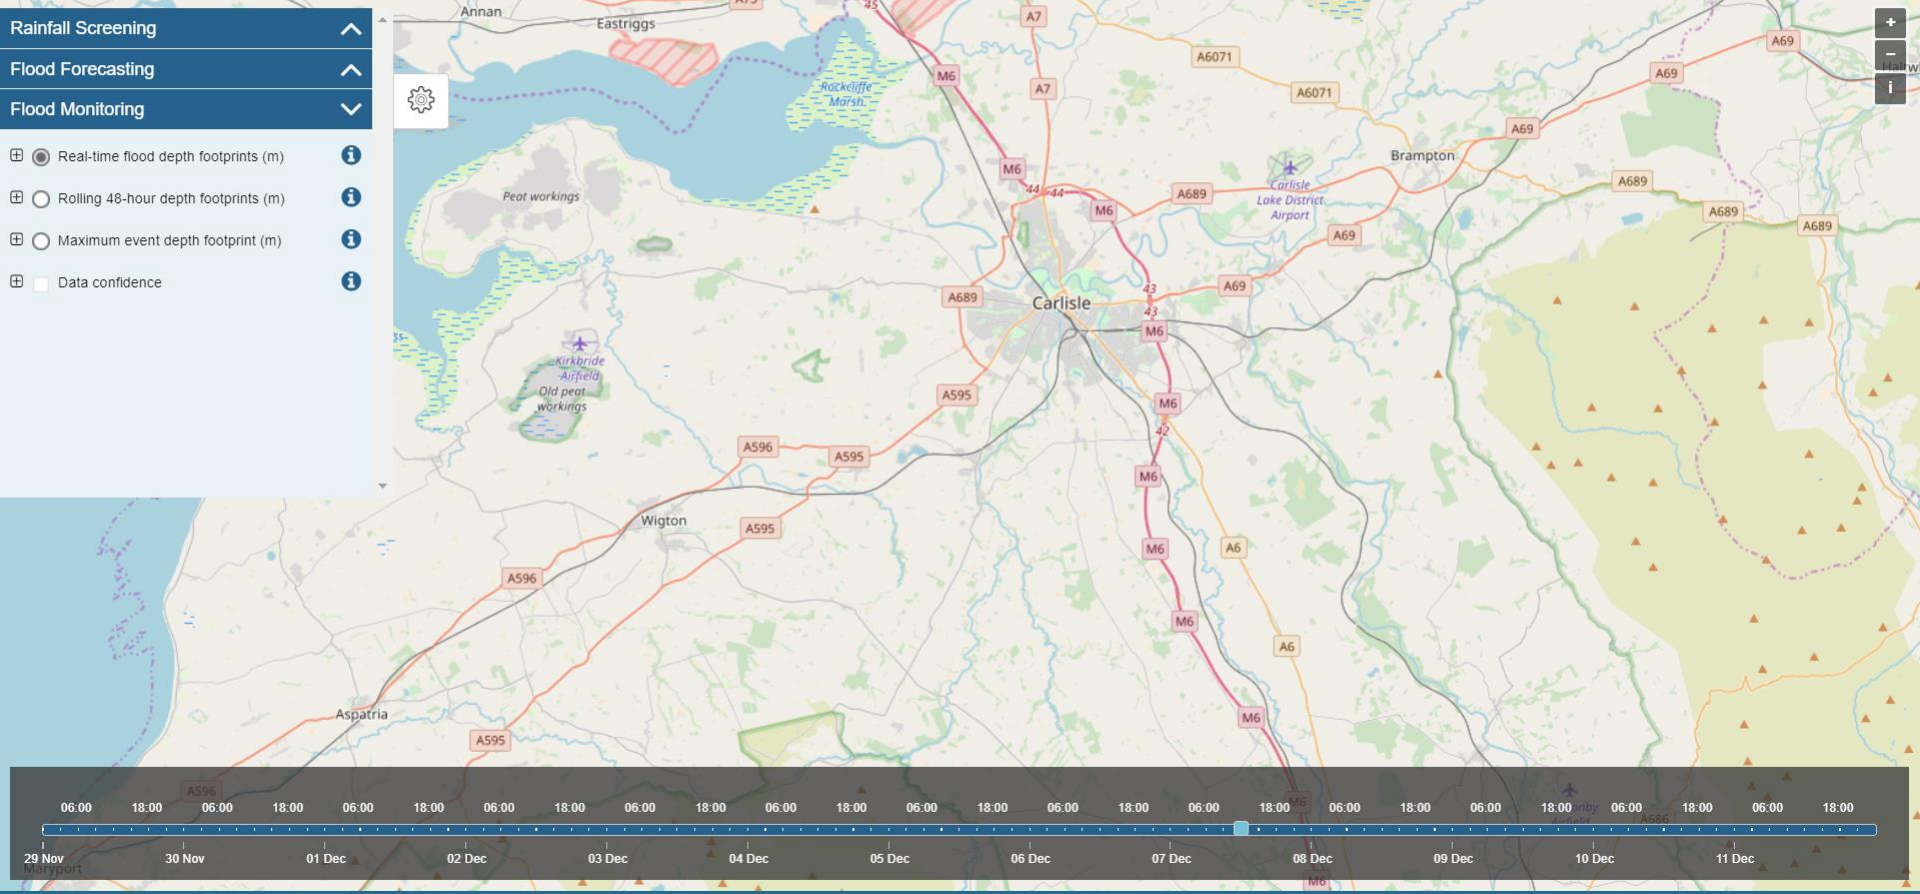 Rainfall Screening
Flood Forecasting
Flood Monitoring
Real-time flood depth footprints (m)
Rolling 48-hour depth footprints (m)
Maximum event depth footprint (m)
Data confidence
Annan
Eastriggs
45
A7
A69
+
−
i
M6
A6071
A69
Rockcliffe
Marsh
A7
A6071
A69
Brampton
M6
Peat workings
44
44
A689
Carlisle
Lake District
Airport
A689
M6
A69
A689
A689
A689
Carlisle
43
43
A69
M6
Kirkbride
Airfield
Old peat
workings
A595
M6
42
A596
A595
M6
Wigton
A595
M6
A6
A596
M6
A6
Aspatria
M6
A595
A596
M6
A686
Airfield
06:00 18:00 06:00 18:00 06:00 18:00 06:00 18:00 06:00 18:00 06:00 18:00 06:00 18:00 06:00 18:00 06:00 18:00 06:00 18:00 06:00 18:00 06:00 18:00 06:00 18:00
29 Nov 30 Nov 01 Dec 02 Dec 03 Dec 04 Dec 05 Dec 06 Dec 07 Dec 08 Dec 09 Dec 10 Dec 11 Dec
Maryport
M6